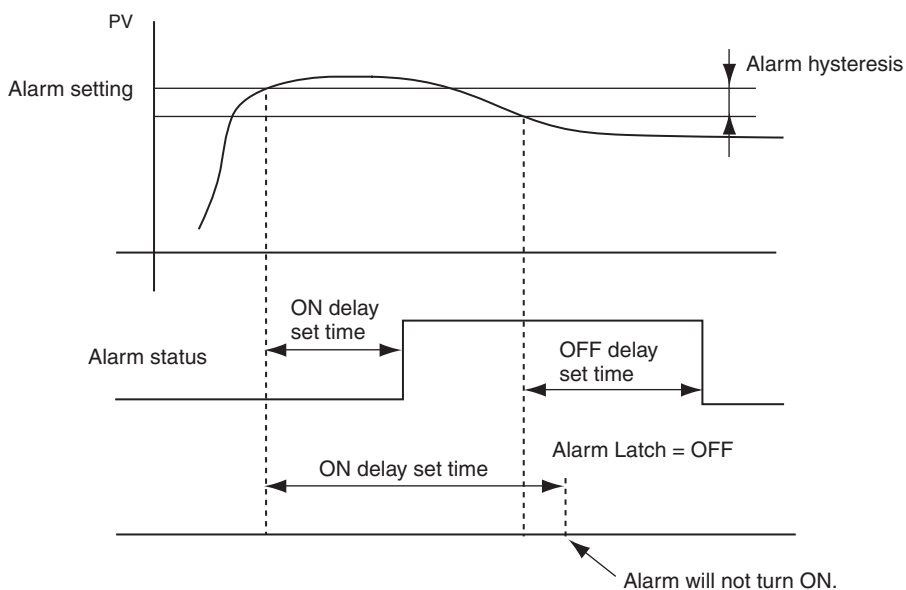 PV
Alarm setting
Alarm hysteresis
ON delay
set time
Alarm status
OFF delay
set time
Alarm Latch = OFF
ON delay set time
Alarm will not turn ON.